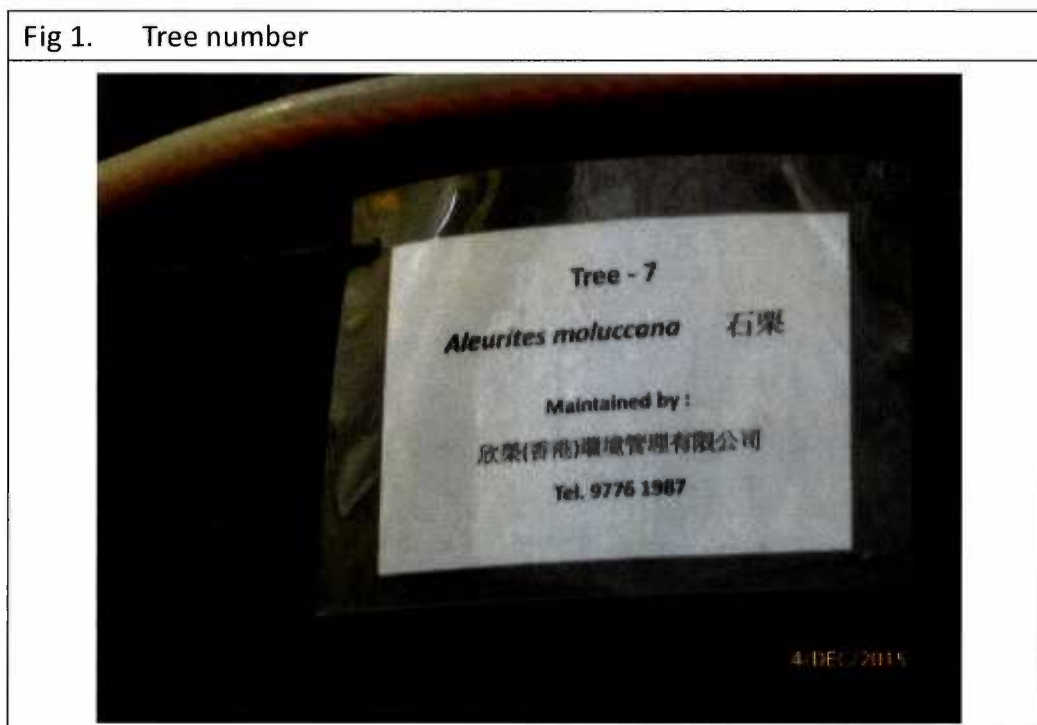 Fig 1. Tree number
Tree - 7
Aleurites moluccana 石栗
Maintained by :
欣榮(香港)環境管理有限公司
Tel. 9776 1987
4/DEC/2015